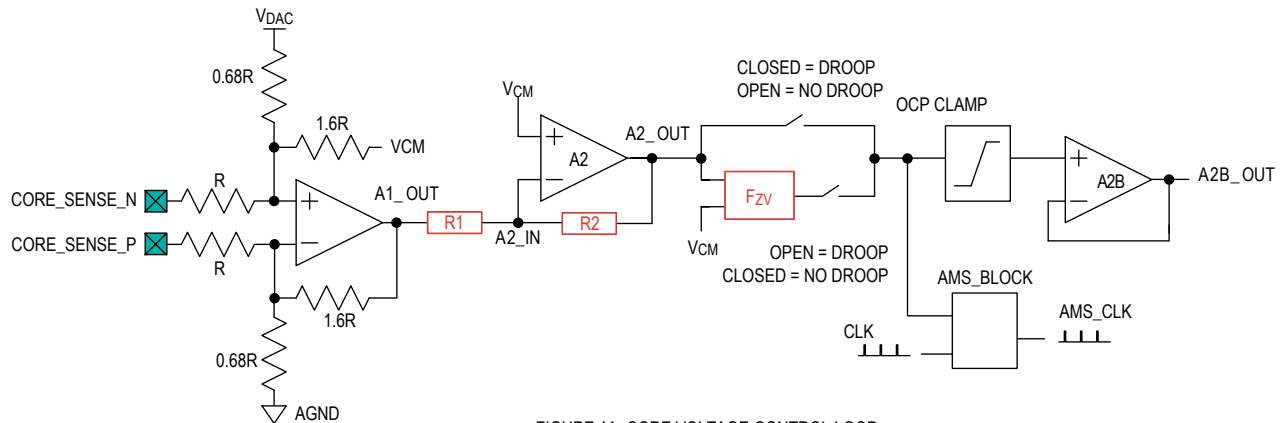 VDAC
0.68R
1.6R
VCM
CORE_SENSE_N
R
+
A1_OUT
CORE_SENSE_P
R
−
1.6R
0.68R
AGND
R1
A2_IN
R2
VCM
+
A2
−
A2_OUT
CLOSED = DROOP
OPEN = NO DROOP
FZV
VCM
OPEN = DROOP
CLOSED = NO DROOP
OCP CLAMP
+
A2B
−
A2B_OUT
AMS_BLOCK
CLK
AMS_CLK